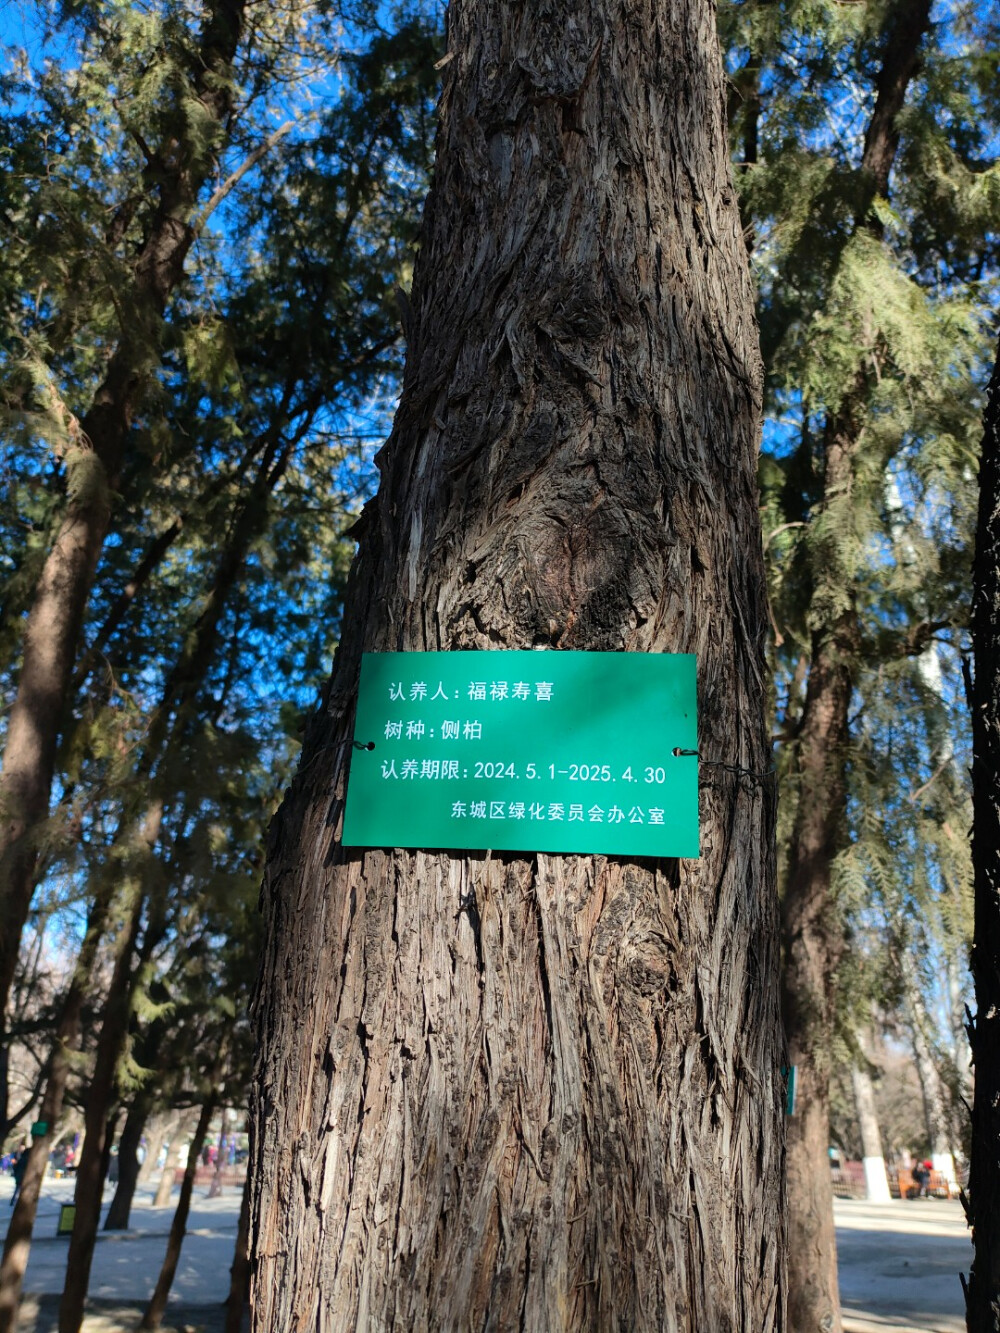 认养人：福禄寿喜
树种：侧柏
认养期限：2024.5.1-2025.4.30
东城区绿化委员会办公室